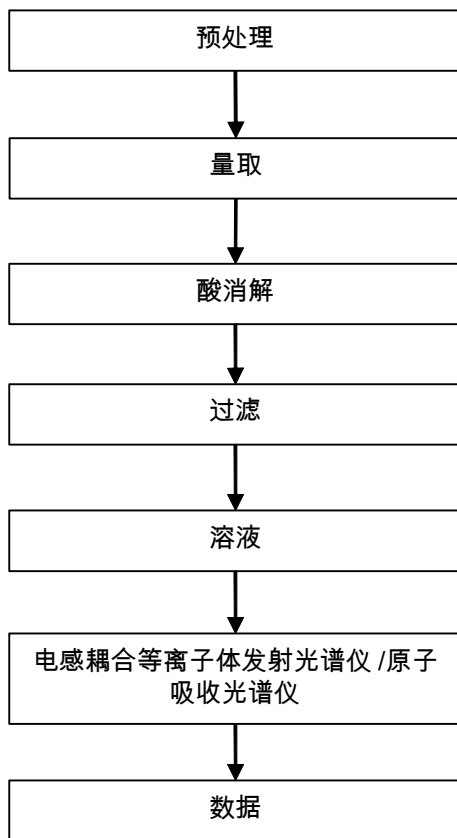 预处理
量取
酸消解
过滤
溶液
电感耦合等离子体发射光谱仪 /原子
吸收光谱仪
数据